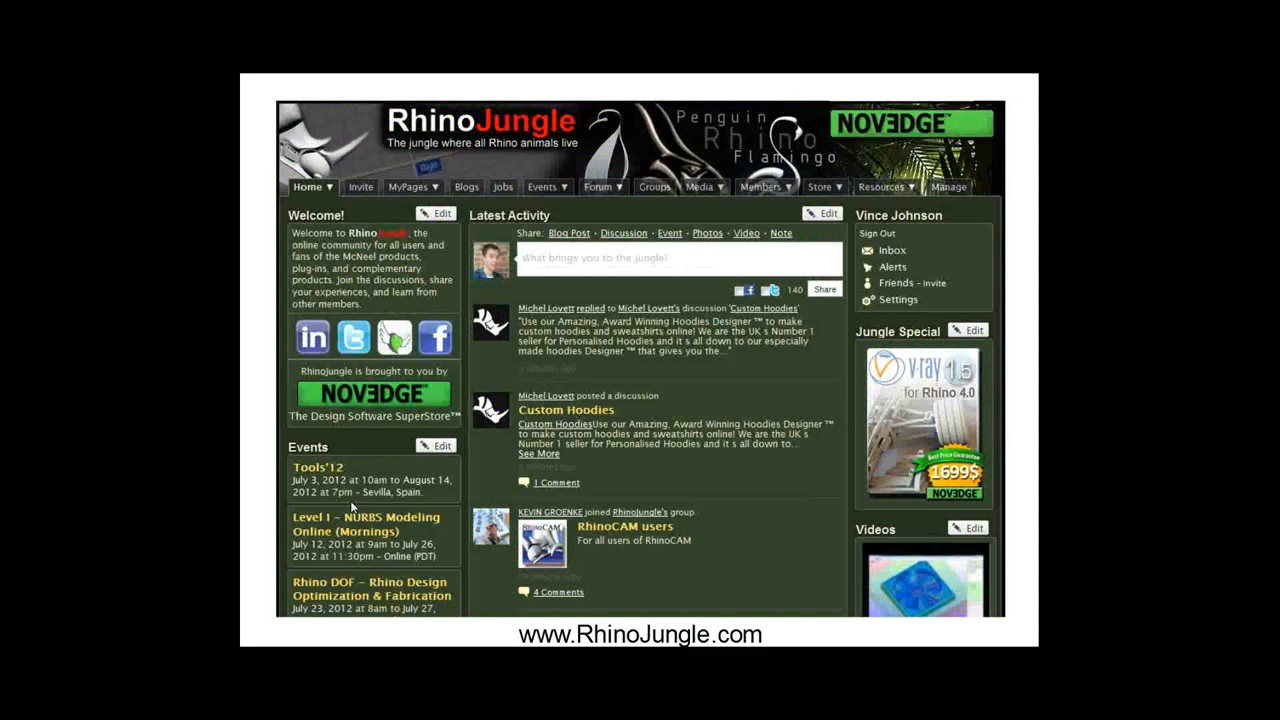 RhinoJungle
The jungle where all Rhino animals live
Penguin
Rhino
Flamingo
NOVEDGE™
Home ▼ Invite MyPages ▼ Blogs Jobs Events ▼ Forum ▼ Groups Media ▼ Members ▼ Store ▼ Resources ▼ Manage
Welcome! Edit
Welcome to RhinoJungle, the
online community for all users and
fans of the McNeel products,
plug-ins, and complementary
products. Join the discussions, share
your experiences, and learn from
other members.
RhinoJungle is brought to you by
NOVEDGE™
The Design Software SuperStore™
Events Edit
Tools'12
July 3, 2012 at 10am to August 14,
2012 at 7pm – Sevilla, Spain.
Level I – NURBS Modeling
Online (Mornings)
July 12, 2012 at 9am to July 26,
2012 at 11:30pm – Online (PDT)
Rhino DOF – Rhino Design
Optimization & Fabrication
July 23, 2012 at 8am to July 27,
Latest Activity Edit
Share: Blog Post · Discussion · Event · Photos · Video · Note
What brings you to the jungle?
140 Share
Michel Lovett replied to Michel Lovett's discussion 'Custom Hoodies'
"Use our Amazing, Award Winning Hoodies Designer ™ to make
custom hoodies and sweatshirts online! We are the UK s Number 1
seller for Personalised Hoodies and it s all down to our especially
made hoodies Designer ™ that gives you the…"
Michel Lovett posted a discussion
Custom Hoodies
Custom HoodiesUse our Amazing, Award Winning Hoodies Designer ™
to make custom hoodies and sweatshirts online! We are the UK s
Number 1 seller for Personalised Hoodies and it s all down to…
See More
1 Comment
KEVIN GROENKE joined RhinoJungle's group
RhinoCAM
RhinoCAM users
For all users of RhinoCAM
4 Comments
Vince Johnson
Sign Out
Inbox
Alerts
Friends – Invite
Settings
Jungle Special Edit
v-ray 1.5
for Rhino 4.0
Best Price Guarantee
1699$
NOVEDGE
Videos Edit
www.RhinoJungle.com